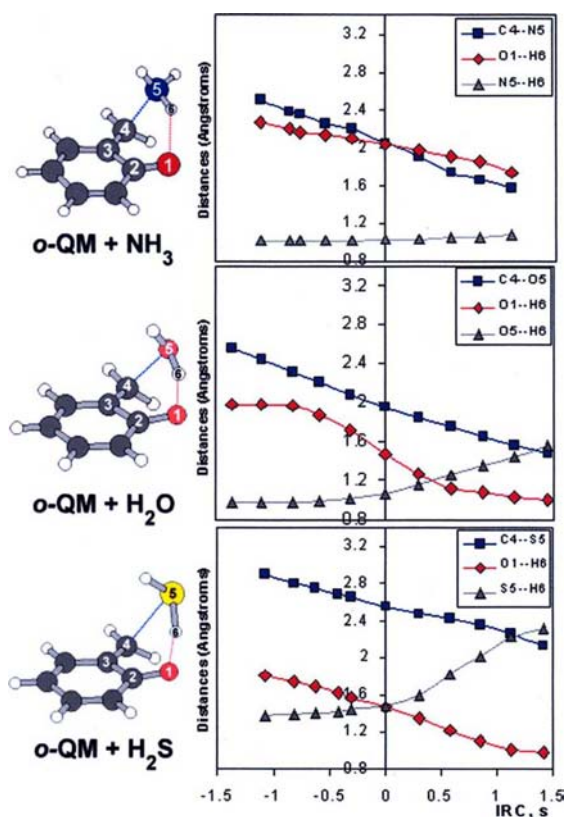 5
6
4
3
2
1
o-QM + NH3
Distances (Angstroms)
3.2
2.8
2.4
2
1.6
1.2
0.8
C4--N5
O1--H6
N5--H6
5
6
4
3
2
1
o-QM + H2O
Distances (Angstroms)
3.2
2.8
2.4
2
1.6
1.2
0.8
C4--O5
O1--H6
O5--H6
5
6
4
3
2
1
o-QM + H2S
Distances (Angstroms)
3.2
2.8
2.4
2
1.6
1.2
0.8
C4--S5
O1--H6
S5--H6
-1.5 -1 -0.5 0 0.5 1 1.5
IRC, s